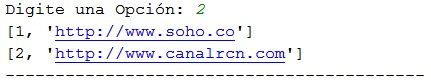 Digite una Opción: 2
[1, 'http://www.soho.co']
[2, 'http://www.canalrcn.com']
------------------------------------------